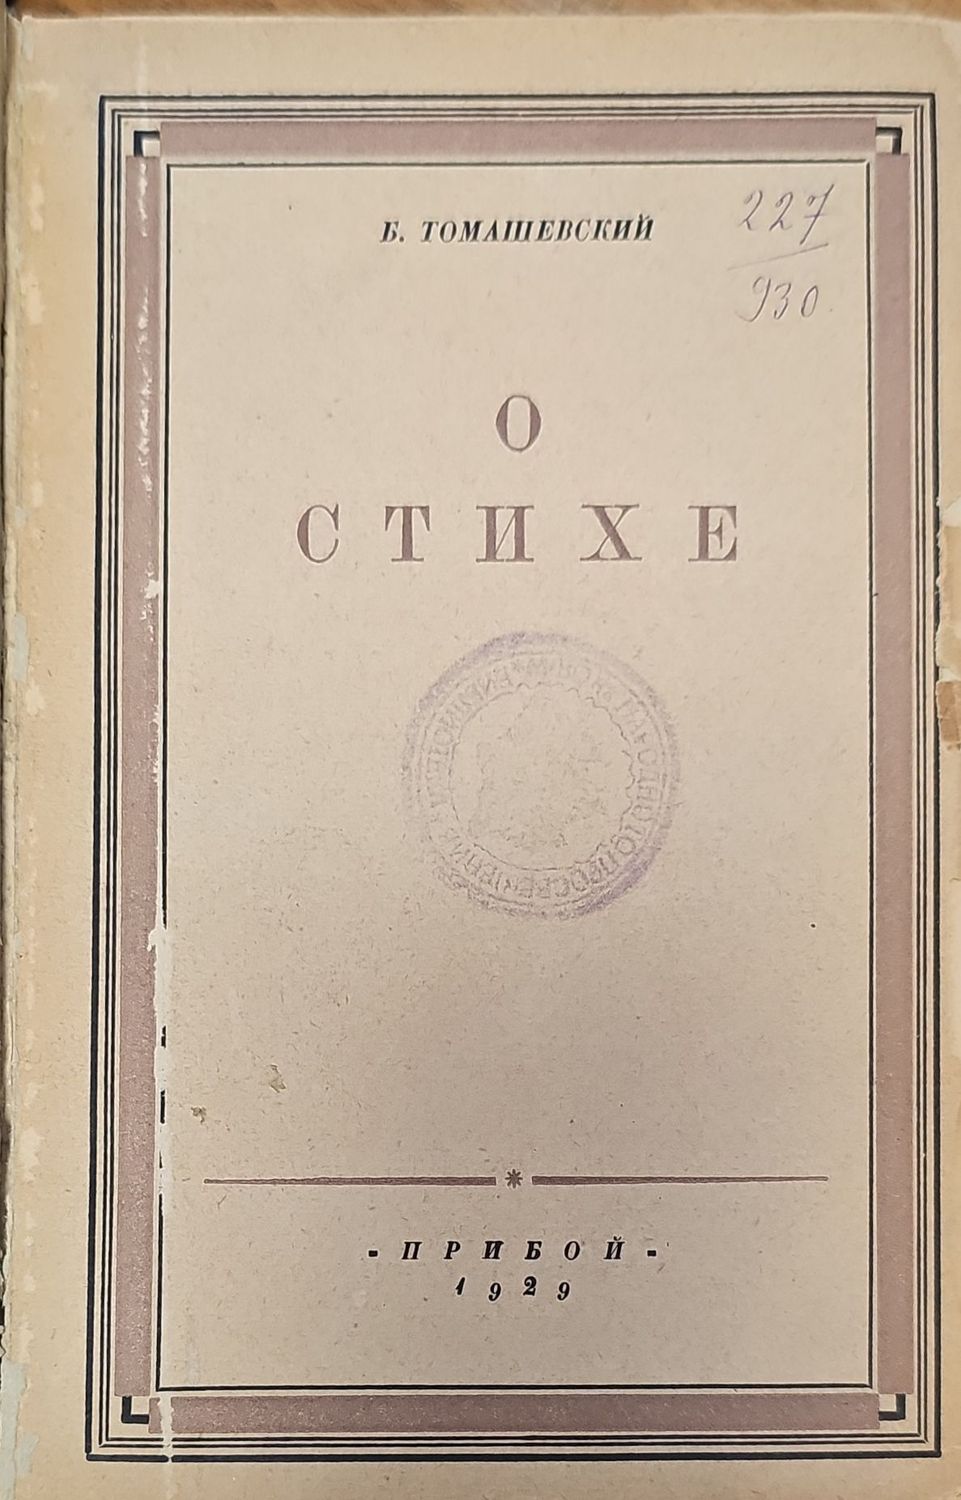 Б. ТОМАШЕВСКИЙ
227
930
О
СТИХЕ
- ПРИБОЙ -
1929